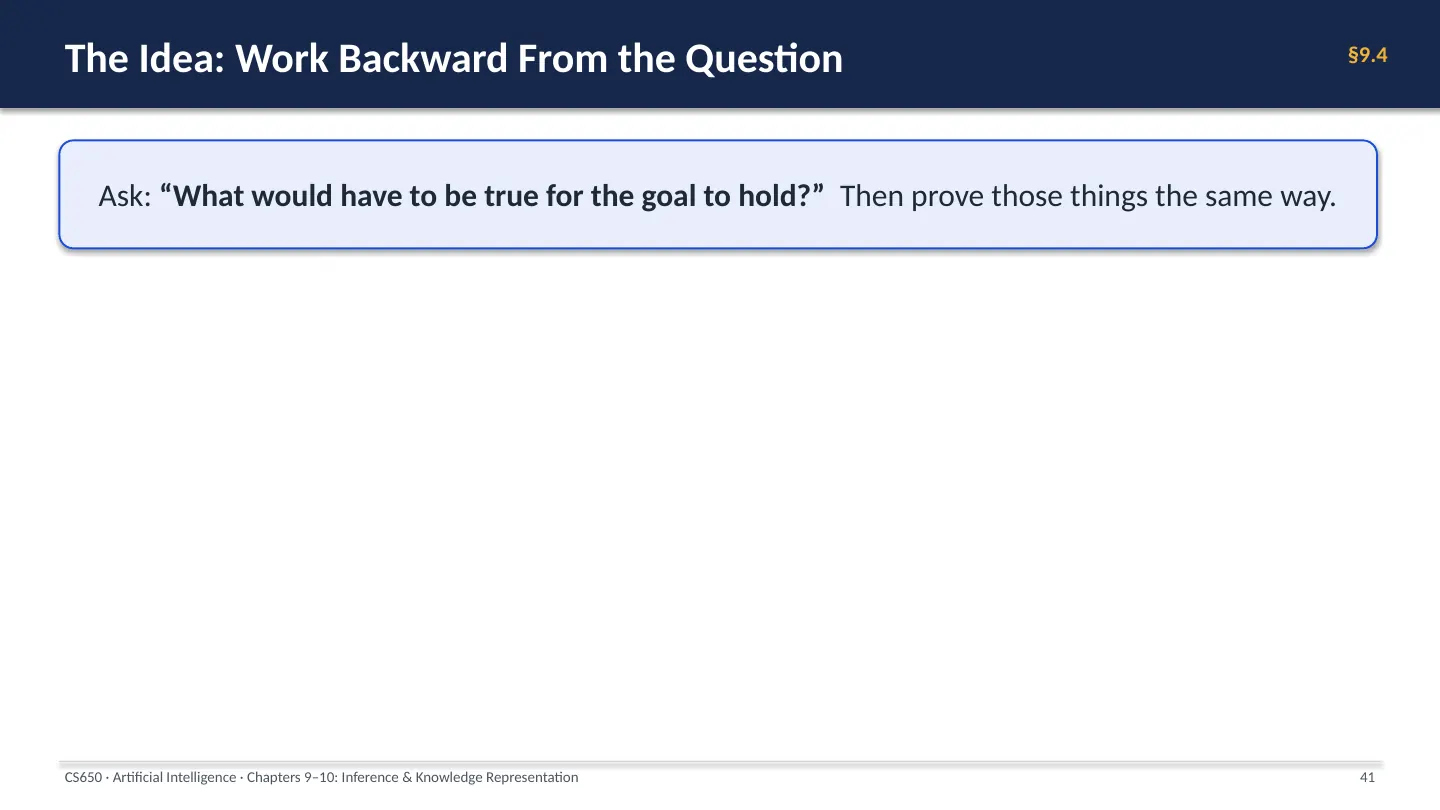 The Idea: Work Backward From the Question
§9.4
Ask: “What would have to be true for the goal to hold?” Then prove those things the same way.
CS650 · Artificial Intelligence · Chapters 9–10: Inference & Knowledge Representation
41